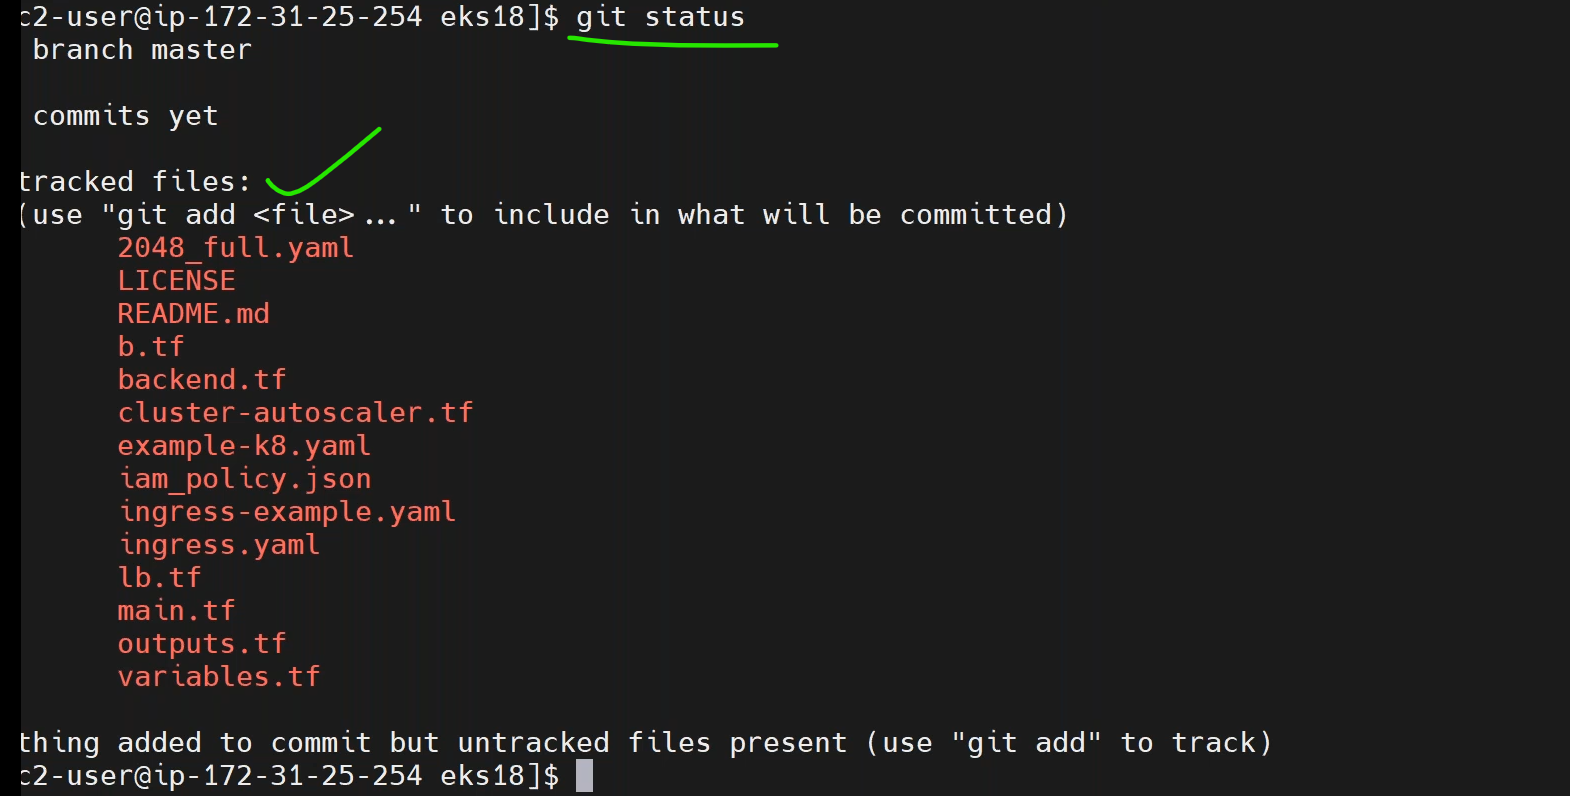 c2-user@ip-172-31-25-254 eks18]$ git status
branch master
commits yet
tracked files:
(use "git add <file>..." to include in what will be committed)
2048_full.yaml
LICENSE
README.md
b.tf
backend.tf
cluster-autoscaler.tf
example-k8.yaml
iam_policy.json
ingress-example.yaml
ingress.yaml
lb.tf
main.tf
outputs.tf
variables.tf
thing added to commit but untracked files present (use "git add" to track)
c2-user@ip-172-31-25-254 eks18]$